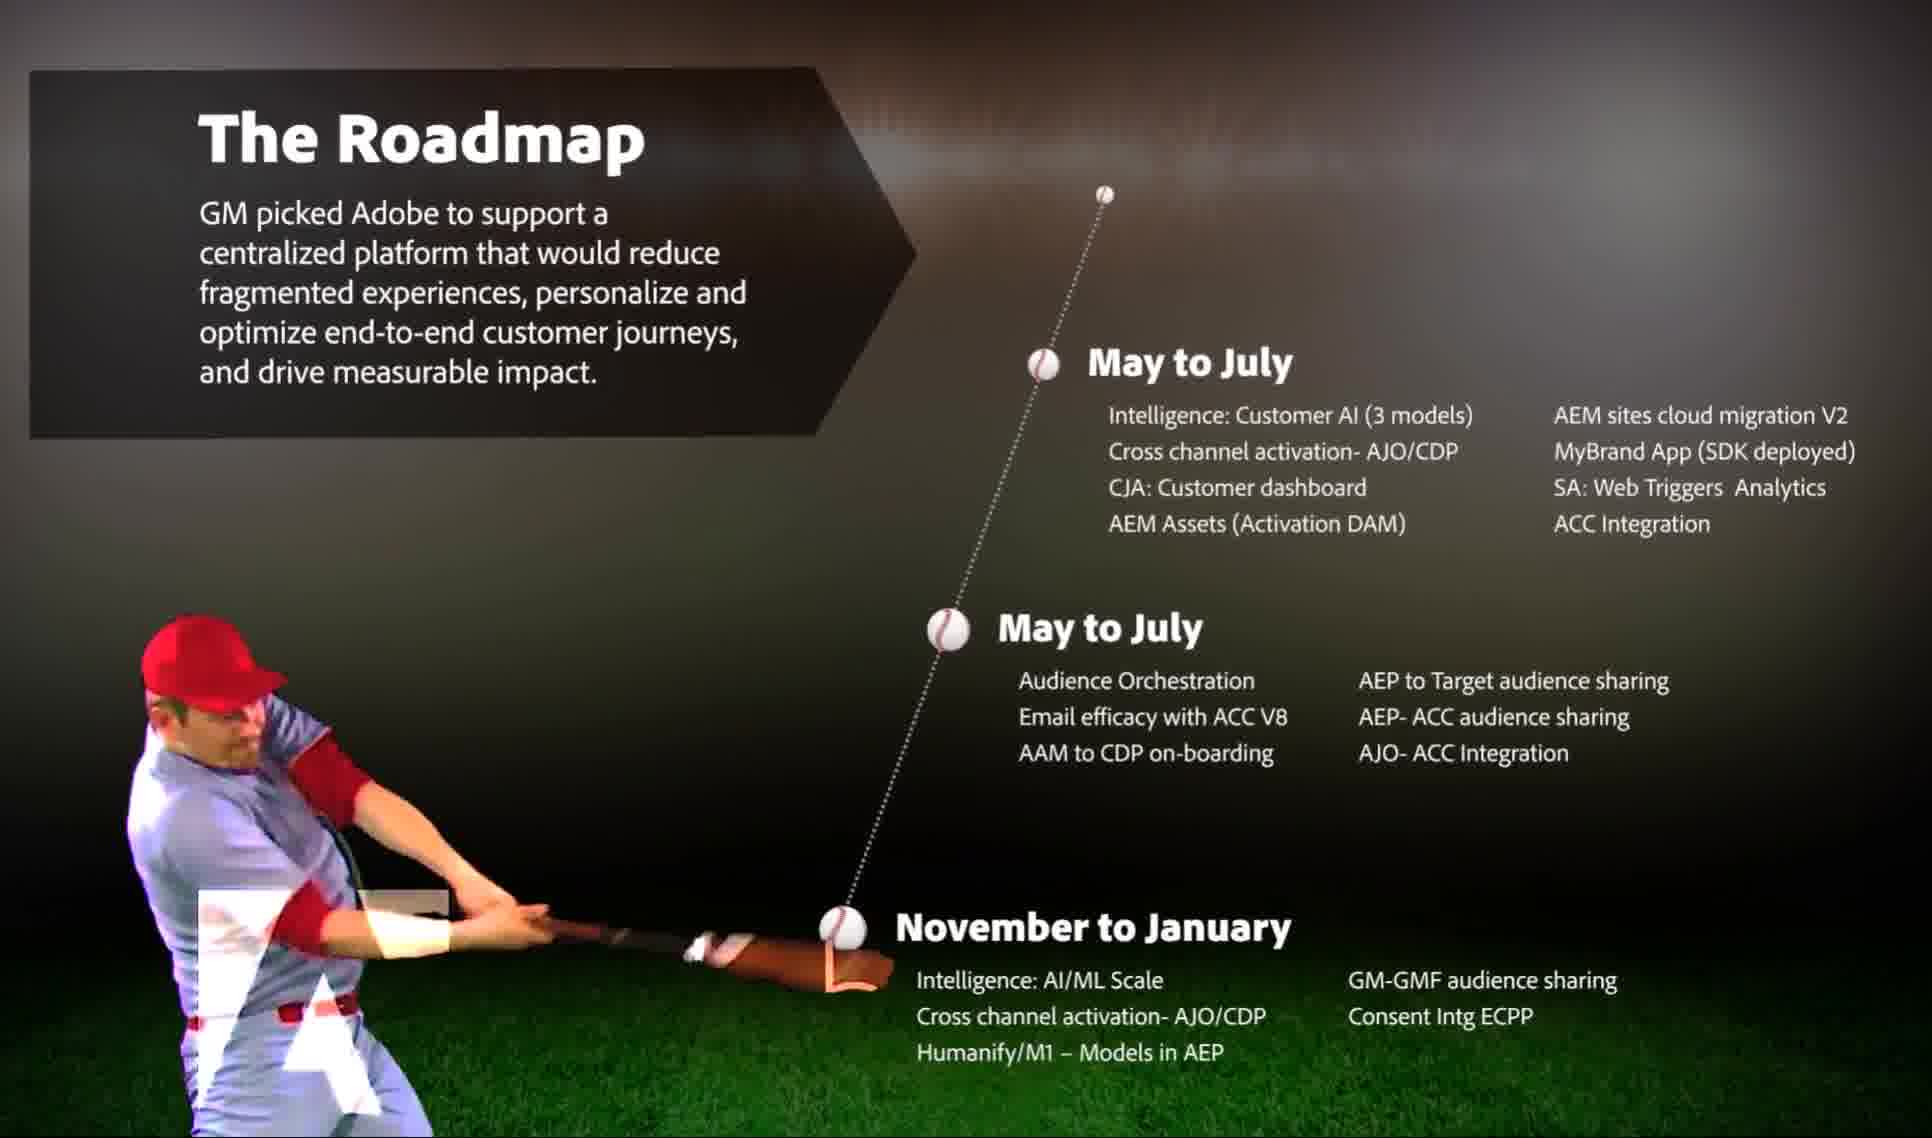 The Roadmap
GM picked Adobe to support a
centralized platform that would reduce
fragmented experiences, personalize and
optimize end-to-end customer journeys,
and drive measurable impact.
May to July
Intelligence: Customer AI (3 models)
Cross channel activation- AJO/CDP
CJA: Customer dashboard
AEM Assets (Activation DAM)
AEM sites cloud migration V2
MyBrand App (SDK deployed)
SA: Web Triggers  Analytics
ACC Integration
May to July
Audience Orchestration
Email efficacy with ACC V8
AAM to CDP on-boarding
AEP to Target audience sharing
AEP- ACC audience sharing
AJO- ACC Integration
November to January
Intelligence: AI/ML Scale
Cross channel activation- AJO/CDP
Humanify/M1 – Models in AEP
GM-GMF audience sharing
Consent Intg ECPP